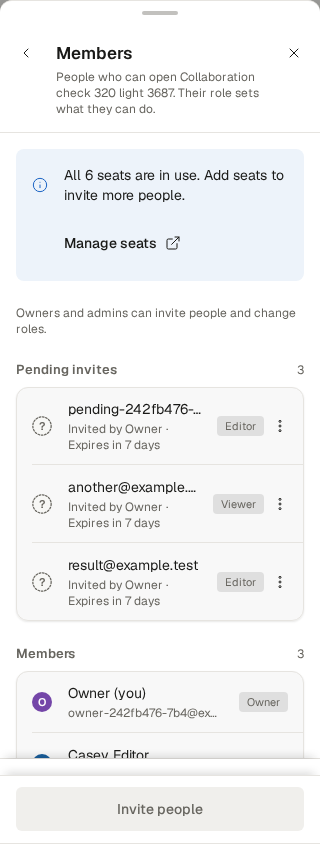 Members
People who can open Collaboration
check 320 light 3687. Their role sets
what they can do.
All 6 seats are in use. Add seats to
invite more people.
Manage seats
Owners and admins can invite people and change
roles.
Pending invites 3
pending-242fb476-...
Invited by Owner ·
Expires in 7 days
Editor
another@example....
Invited by Owner ·
Expires in 7 days
Viewer
result@example.test
Invited by Owner ·
Expires in 7 days
Editor
Members 3
O
Owner (you)
owner-242fb476-7b4@ex...
Owner
Casey Editor
Invite people